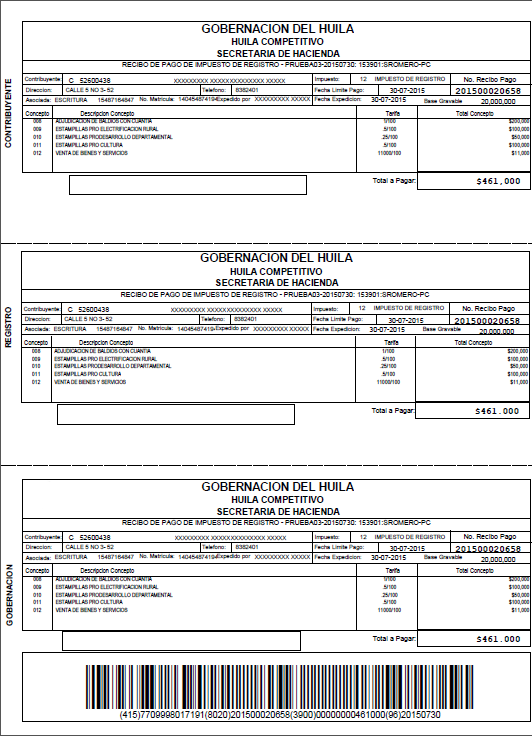 CONTRIBUYENTE
GOBERNACION DEL HUILA
HUILA COMPETITIVO
SECRETARIA DE HACIENDA
RECIBO DE PAGO DE IMPUESTO DE REGISTRO - PRUEBA03-20150730: 153901:SROMERO-PC
Contribuyente: C 52600438 XXXXXXXXX XXXXXXXXXXXXXX XXXXX Impuesto: 12 IMPUESTO DE REGISTRO No. Recibo Pago
Direccion: CALLE 5 NO 3-52 Telefono: 8382401 Fecha Limite Pago: 30-07-2015 201500020658
Asociada: ESCRITURA 15487164847 No. Matricula: 14045487419 Expedido por XXXXXXXXX XXXXX Fecha Expedicion: 30-07-2015 Base Gravable 20,000,000
Concepto Descripcion Concepto Tarifa Total Concepto
008 ADJUDICACION DE BALDIOS CON CUANTIA 1/100 $200,000
009 ESTAMPILLAS PRO ELECTRIFICACION RURAL .5/100 $100,000
010 ESTAMPILLAS PRODESARROLLO DEPARTAMENTAL .25/100 $50,000
011 ESTAMPILLAS PRO CULTURA .5/100 $100,000
012 VENTA DE BIENES Y SERVICIOS 11000/100 $11,000
Total a Pagar: $461,000
REGISTRO
GOBERNACION DEL HUILA
HUILA COMPETITIVO
SECRETARIA DE HACIENDA
RECIBO DE PAGO DE IMPUESTO DE REGISTRO - PRUEBA03-20150730: 153901:SROMERO-PC
Contribuyente: C 52600438 XXXXXXXXX XXXXXXXXXXXXXX XXXXX Impuesto: 12 IMPUESTO DE REGISTRO No. Recibo Pago
Direccion: CALLE 5 NO 3-52 Telefono: 8382401 Fecha Limite Pago: 30-07-2015 201500020658
Asociada: ESCRITURA 15487164847 No. Matricula: 14045487419 Expedido por XXXXXXXXX XXXXX Fecha Expedicion: 30-07-2015 Base Gravable 20,000,000
Concepto Descripcion Concepto Tarifa Total Concepto
008 ADJUDICACION DE BALDIOS CON CUANTIA 1/100 $200,000
009 ESTAMPILLAS PRO ELECTRIFICACION RURAL .5/100 $100,000
010 ESTAMPILLAS PRODESARROLLO DEPARTAMENTAL .25/100 $50,000
011 ESTAMPILLAS PRO CULTURA .5/100 $100,000
012 VENTA DE BIENES Y SERVICIOS 11000/100 $11,000
Total a Pagar: $461.000
GOBERNACION
GOBERNACION DEL HUILA
HUILA COMPETITIVO
SECRETARIA DE HACIENDA
RECIBO DE PAGO DE IMPUESTO DE REGISTRO - PRUEBA03-20150730: 153901:SROMERO-PC
Contribuyente: C 52600438 XXXXXXXXX XXXXXXXXXXXXXX XXXXX Impuesto: 12 IMPUESTO DE REGISTRO No. Recibo Pago
Direccion: CALLE 5 NO 3-52 Telefono: 8382401 Fecha Limite Pago: 30-07-2015 201500020658
Asociada: ESCRITURA 15487164847 No. Matricula: 14045487419 Expedido por XXXXXXXXX XXXXX Fecha Expedicion: 30-07-2015 Base Gravable 20,000,000
Concepto Descripcion Concepto Tarifa Total Concepto
008 ADJUDICACION DE BALDIOS CON CUANTIA 1/100 $200,000
009 ESTAMPILLAS PRO ELECTRIFICACION RURAL .5/100 $100,000
010 ESTAMPILLAS PRODESARROLLO DEPARTAMENTAL .25/100 $50,000
011 ESTAMPILLAS PRO CULTURA .5/100 $100,000
012 VENTA DE BIENES Y SERVICIOS 11000/100 $11,000
Total a Pagar: $461.000
(415)7709998017191(8020)201500020658(3900)00000000461000(96)20150730